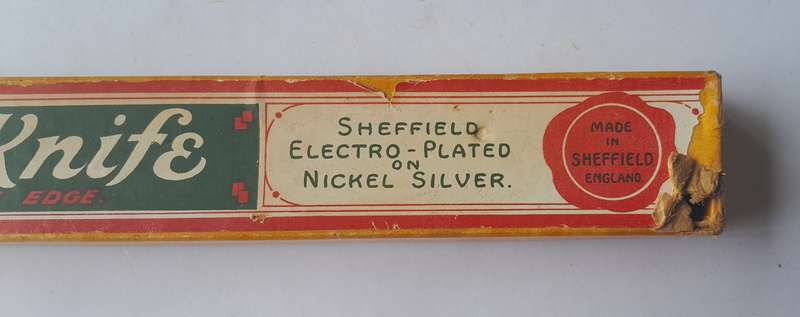 Knife
EDGE.
SHEFFIELD
ELECTRO-PLATED
ON
NICKEL SILVER.
MADE
IN
SHEFFIELD
ENGLAND.